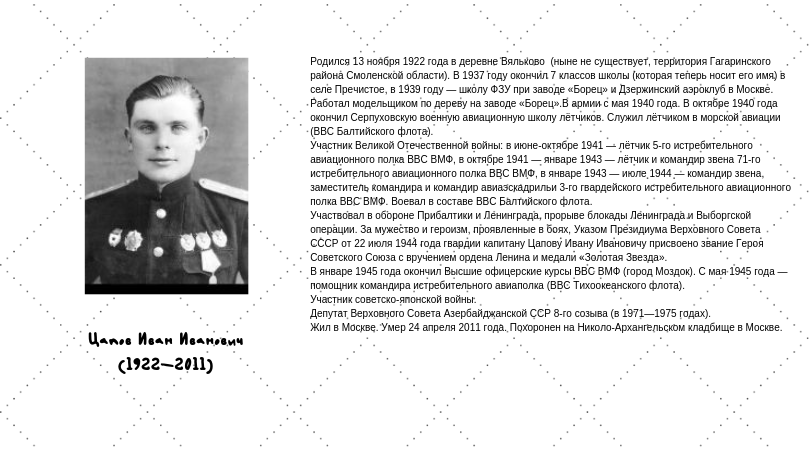 Родился 13 ноября 1922 года в деревне Вяльково (ныне не существует, территория Гагаринского
района Смоленской области). В 1937 году окончил 7 классов школы (которая теперь носит его имя) в
селе Пречистое, в 1939 году — школу ФЗУ при заводе «Борец» и Дзержинский аэроклуб в Москве.
Работал модельщиком по дереву на заводе «Борец».В армии с мая 1940 года. В октябре 1940 года
окончил Серпуховскую военную авиационную школу лётчиков. Служил лётчиком в морской авиации
(ВВС Балтийского флота).
Участник Великой Отечественной войны: в июне-октябре 1941 — лётчик 5-го истребительного
авиационного полка ВВС ВМФ, в октябре 1941 — январе 1943 — лётчик и командир звена 71-го
истребительного авиационного полка ВВС ВМФ, в январе 1943 — июле 1944 — командир звена,
заместитель командира и командир авиаэскадрильи 3-го гвардейского истребительного авиационного
полка ВВС ВМФ. Воевал в составе ВВС Балтийского флота.
Участвовал в обороне Прибалтики и Ленинграда, прорыве блокады Ленинграда и Выборгской
операции. За мужество и героизм, проявленные в боях, Указом Президиума Верховного Совета
СССР от 22 июля 1944 года гвардии капитану Цапову Ивану Ивановичу присвоено звание Героя
Советского Союза с вручением ордена Ленина и медали «Золотая Звезда».
В январе 1945 года окончил Высшие офицерские курсы ВВС ВМФ (город Моздок). С мая 1945 года —
помощник командира истребительного авиаполка (ВВС Тихоокеанского флота).
Участник советско-японской войны.
Депутат Верховного Совета Азербайджанской ССР 8-го созыва (в 1971—1975 годах).
Жил в Москве. Умер 24 апреля 2011 года. Похоронен на Николо-Архангельском кладбище в Москве.
Цапов Иван Иванович
(1922—2011)